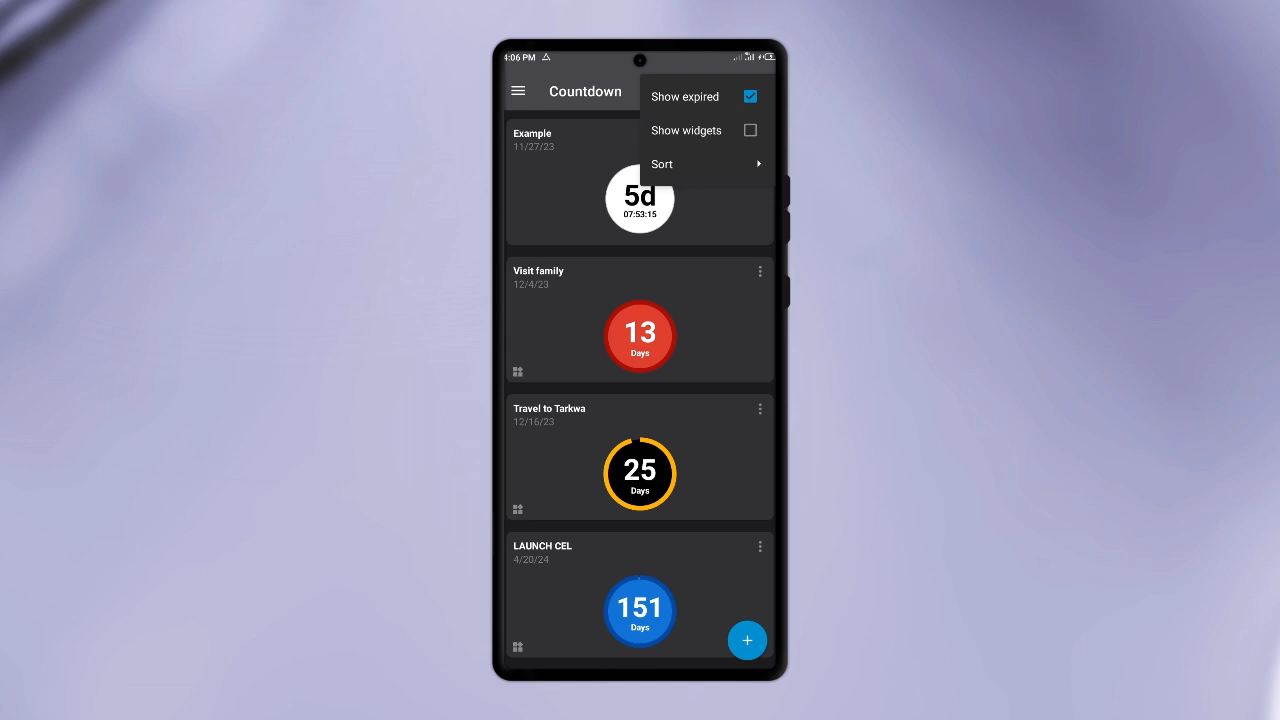 4:06 PM
Countdown
Show expired
Show widgets
Sort
Example
11/27/23
5d
07:53:15
Visit family
12/4/23
13
Days
Travel to Tarkwa
12/16/23
25
Days
LAUNCH CEL
4/20/24
151
Days
+